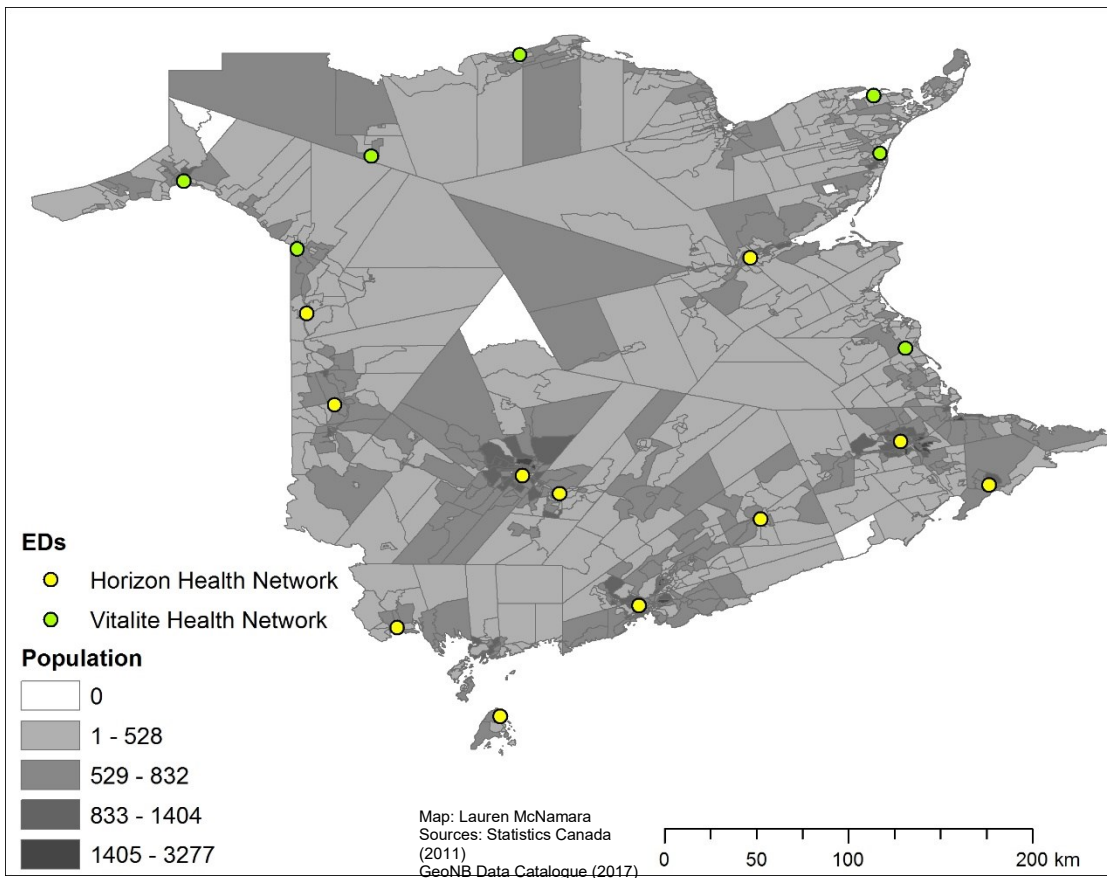 EDs
Horizon Health Network
Vitalite Health Network
Population
0
1 - 528
529 - 832
833 - 1404
1405 - 3277
Map: Lauren McNamara
Sources: Statistics Canada
(2011)
GeoNB Data Catalogue (2017)
0 50 100 200 km